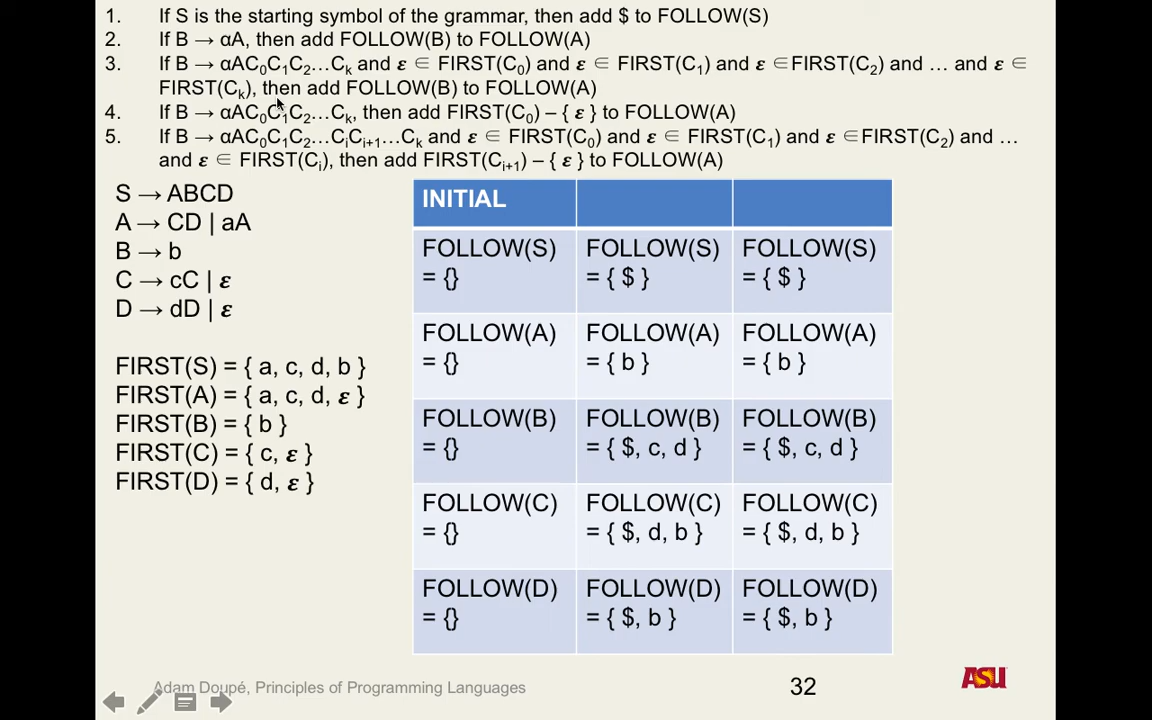 1. If S is the starting symbol of the grammar, then add $ to FOLLOW(S)
2. If B → αA, then add FOLLOW(B) to FOLLOW(A)
3. If B → αAC₀C₁C₂…Cₖ and ε ∈ FIRST(C₀) and ε ∈ FIRST(C₁) and ε ∈FIRST(C₂) and … and ε ∈
FIRST(Cₖ), then add FOLLOW(B) to FOLLOW(A)
4. If B → αAC₀C₁C₂…Cₖ, then add FIRST(C₀) – { ε } to FOLLOW(A)
5. If B → αAC₀C₁C₂…CᵢCᵢ₊₁…Cₖ and ε ∈ FIRST(C₀) and ε ∈ FIRST(C₁) and ε ∈FIRST(C₂) and …
and ε ∈ FIRST(Cᵢ), then add FIRST(Cᵢ₊₁) – { ε } to FOLLOW(A)
S → ABCD
A → CD | aA
B → b
C → cC | ε
D → dD | ε
FIRST(S) = { a, c, d, b }
FIRST(A) = { a, c, d, ε }
FIRST(B) = { b }
FIRST(C) = { c, ε }
FIRST(D) = { d, ε }
INITIAL
FOLLOW(S) FOLLOW(S) FOLLOW(S)
= {} = { $ } = { $ }
FOLLOW(A) FOLLOW(A) FOLLOW(A)
= {} = { b } = { b }
FOLLOW(B) FOLLOW(B) FOLLOW(B)
= {} = { $, c, d } = { $, c, d }
FOLLOW(C) FOLLOW(C) FOLLOW(C)
= {} = { $, d, b } = { $, d, b }
FOLLOW(D) FOLLOW(D) FOLLOW(D)
= {} = { $, b } = { $, b }
Adam Doupé, Principles of Programming Languages
32
ASU